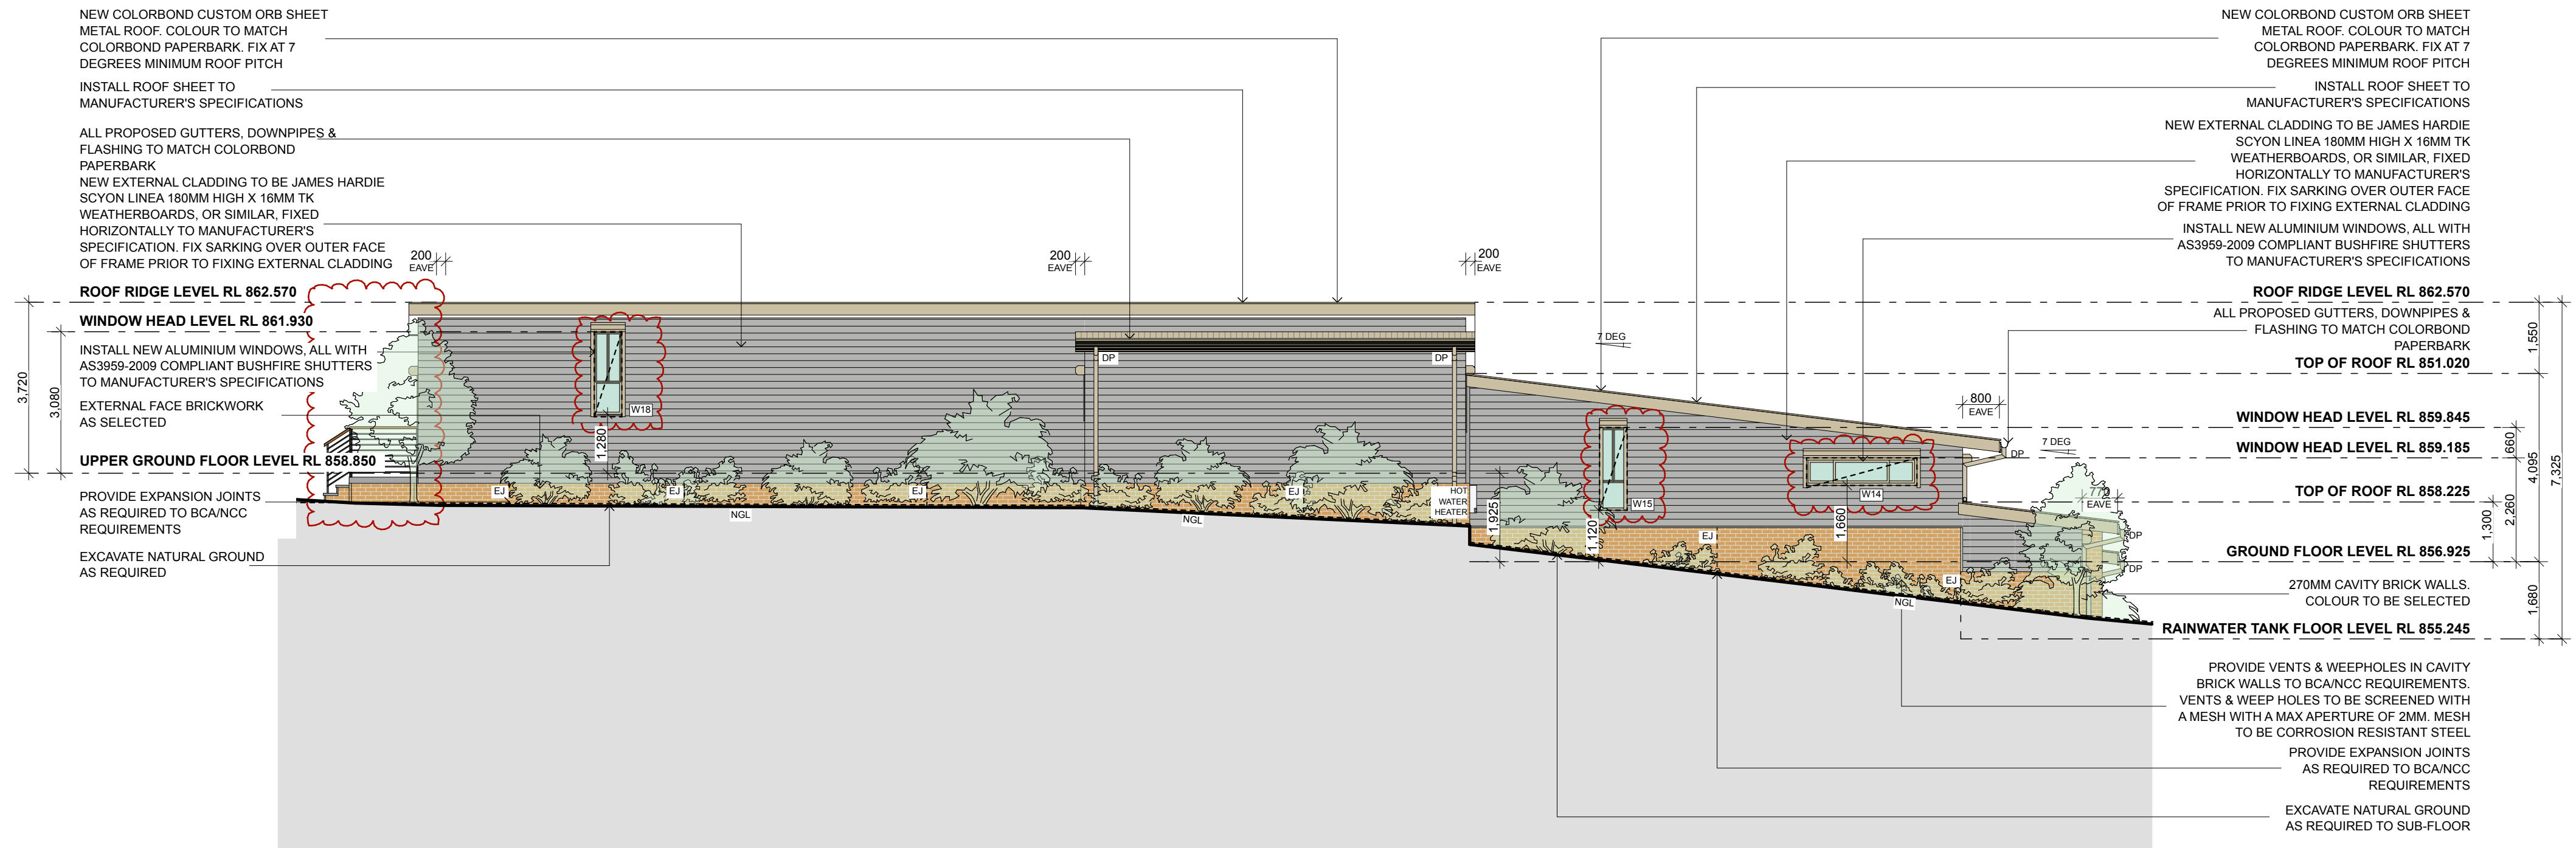 NEW COLORBOND CUSTOM ORB SHEET
METAL ROOF. COLOUR TO MATCH
COLORBOND PAPERBARK. FIX AT 7
DEGREES MINIMUM ROOF PITCH
INSTALL ROOF SHEET TO
MANUFACTURER'S SPECIFICATIONS
ALL PROPOSED GUTTERS, DOWNPIPES &
FLASHING TO MATCH COLORBOND
PAPERBARK
NEW EXTERNAL CLADDING TO BE JAMES HARDIE
SCYON LINEA 180MM HIGH X 16MM TK
WEATHERBOARDS, OR SIMILAR, FIXED
HORIZONTALLY TO MANUFACTURER'S
SPECIFICATION. FIX SARKING OVER OUTER FACE
OF FRAME PRIOR TO FIXING EXTERNAL CLADDING
ROOF RIDGE LEVEL RL 862.570
WINDOW HEAD LEVEL RL 861.930
INSTALL NEW ALUMINIUM WINDOWS, ALL WITH
AS3959-2009 COMPLIANT BUSHFIRE SHUTTERS
TO MANUFACTURER'S SPECIFICATIONS
EXTERNAL FACE BRICKWORK
AS SELECTED
UPPER GROUND FLOOR LEVEL RL 858.850
PROVIDE EXPANSION JOINTS
AS REQUIRED TO BCA/NCC
REQUIREMENTS
EXCAVATE NATURAL GROUND
AS REQUIRED
3,720
3,080
200
EAVE
200
EAVE
200
EAVE
DP
DP
W18
1,280
EJ
EJ
EJ
EJ
NGL
NGL
HOT
WATER
HEATER
1,925
7 DEG
W15
1,120
W14
1,660
EJ
EJ
NGL
800
EAVE
DP
7 DEG
770
EAVE
DP
DP
NEW COLORBOND CUSTOM ORB SHEET
METAL ROOF. COLOUR TO MATCH
COLORBOND PAPERBARK. FIX AT 7
DEGREES MINIMUM ROOF PITCH
INSTALL ROOF SHEET TO
MANUFACTURER'S SPECIFICATIONS
NEW EXTERNAL CLADDING TO BE JAMES HARDIE
SCYON LINEA 180MM HIGH X 16MM TK
WEATHERBOARDS, OR SIMILAR, FIXED
HORIZONTALLY TO MANUFACTURER'S
SPECIFICATION. FIX SARKING OVER OUTER FACE
OF FRAME PRIOR TO FIXING EXTERNAL CLADDING
INSTALL NEW ALUMINIUM WINDOWS, ALL WITH
AS3959-2009 COMPLIANT BUSHFIRE SHUTTERS
TO MANUFACTURER'S SPECIFICATIONS
ROOF RIDGE LEVEL RL 862.570
ALL PROPOSED GUTTERS, DOWNPIPES &
FLASHING TO MATCH COLORBOND
PAPERBARK
TOP OF ROOF RL 851.020
WINDOW HEAD LEVEL RL 859.845
WINDOW HEAD LEVEL RL 859.185
TOP OF ROOF RL 858.225
GROUND FLOOR LEVEL RL 856.925
270MM CAVITY BRICK WALLS.
COLOUR TO BE SELECTED
RAINWATER TANK FLOOR LEVEL RL 855.245
PROVIDE VENTS & WEEPHOLES IN CAVITY
BRICK WALLS TO BCA/NCC REQUIREMENTS.
VENTS & WEEP HOLES TO BE SCREENED WITH
A MESH WITH A MAX APERTURE OF 2MM. MESH
TO BE CORROSION RESISTANT STEEL
PROVIDE EXPANSION JOINTS
AS REQUIRED TO BCA/NCC
REQUIREMENTS
EXCAVATE NATURAL GROUND
AS REQUIRED TO SUB-FLOOR
1,300
660
2,260
1,550
4,095
1,680
7,325